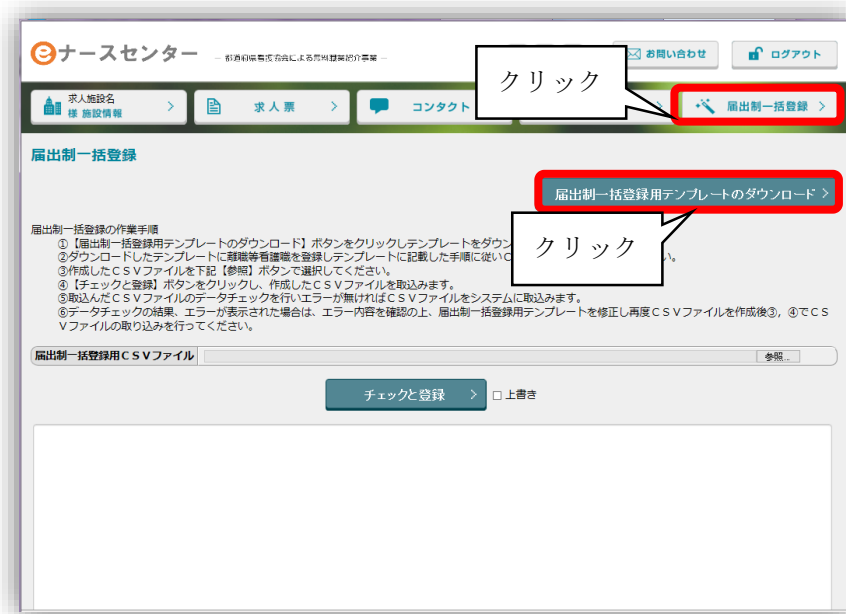 eナースセンター
― 都道府県看護協会による無料職業紹介事業 ―
お問い合わせ
ログアウト
クリック
求人施設名
様 施設情報
求人票
コンタクト
届出制一括登録
届出制一括登録
届出制一括登録用テンプレートのダウンロード
クリック
届出制一括登録の作業手順
①【届出制一括登録用テンプレートのダウンロード】ボタンをクリックしテンプレートをダウン
②ダウンロードしたテンプレートに離職等看護職を登録しテンプレートに記載した手順に従いC い。
③作成したCSVファイルを下記【参照】ボタンで選択してください。
④【チェックと登録】ボタンをクリックし、作成したCSVファイルを取込みます。
⑤取込んだCSVファイルのデータチェックを行いエラーが無ければCSVファイルをシステムに取込みます。
⑥データチェックの結果、エラーが表示された場合は、エラー内容を確認の上、届出制一括登録用テンプレートを修正し再度CSVファイルを作成後③，④でCS
Vファイルの取り込みを行ってください。
届出制一括登録用CSVファイル
参照...
チェックと登録
上書き